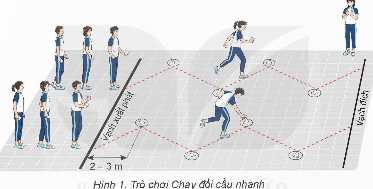 Vạch xuất phát
Vạch đích
2 – 3 m
Hình 1. Trò chơi Chạy đổi cầu nhanh